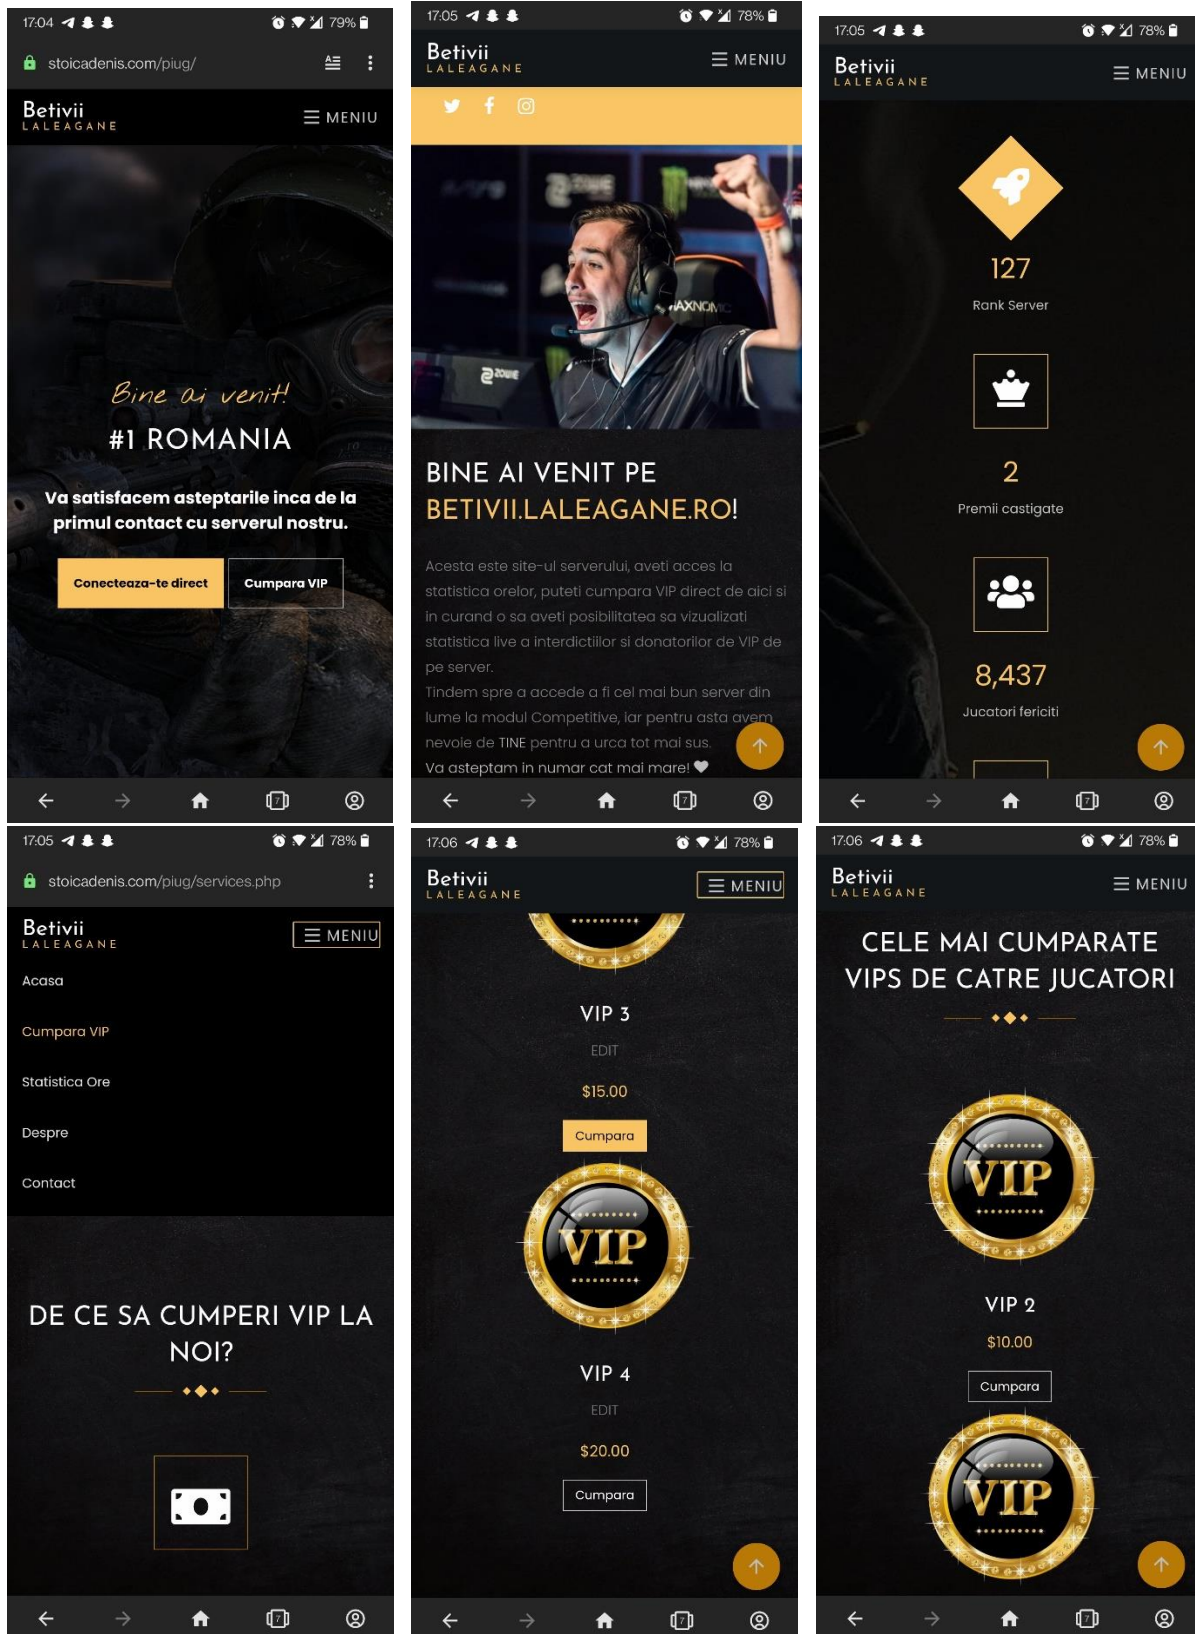 17:04
79%
stoicadenis.com/piug/
Betivii
LALEAGANE
MENIU
Bine ai venit!
#1 ROMANIA
Va satisfacem asteptarile inca de la
primul contact cu serverul nostru.
Conecteaza-te direct
Cumpara VIP
7
17:05
78%
Betivii
LALEAGANE
MENIU
ZOWIE
MAXNOMIC
ZOWIE
BINE AI VENIT PE
BETIVII.LALEAGANE.RO!
Acesta este site-ul serverului, aveti acces la
statistica orelor, puteti cumpara VIP direct de aici si
in curand o sa aveti posibilitatea sa vizualizati
statistica live a interdictiilor si donatorilor de VIP de
pe server.
Tindem spre a accede a fi cel mai bun server din
lume la modul Competitive, iar pentru asta avem
nevoie de TINE pentru a urca tot mai sus.
Va asteptam in numar cat mai mare!
7
17:05
78%
Betivii
LALEAGANE
MENIU
127
Rank Server
2
Premii castigate
8,437
Jucatori fericiti
7
17:05
78%
stoicadenis.com/piug/services.php
Betivii
LALEAGANE
MENIU
Acasa
Cumpara VIP
Statistica Ore
Despre
Contact
DE CE SA CUMPERI VIP LA
NOI?
7
17:06
78%
Betivii
LALEAGANE
MENIU
VIP 3
EDIT
$15.00
Cumpara
VIP
VIP 4
EDIT
$20.00
Cumpara
7
17:06
78%
Betivii
LALEAGANE
MENIU
CELE MAI CUMPARATE
VIPS DE CATRE JUCATORI
VIP
VIP 2
$10.00
Cumpara
VIP
7